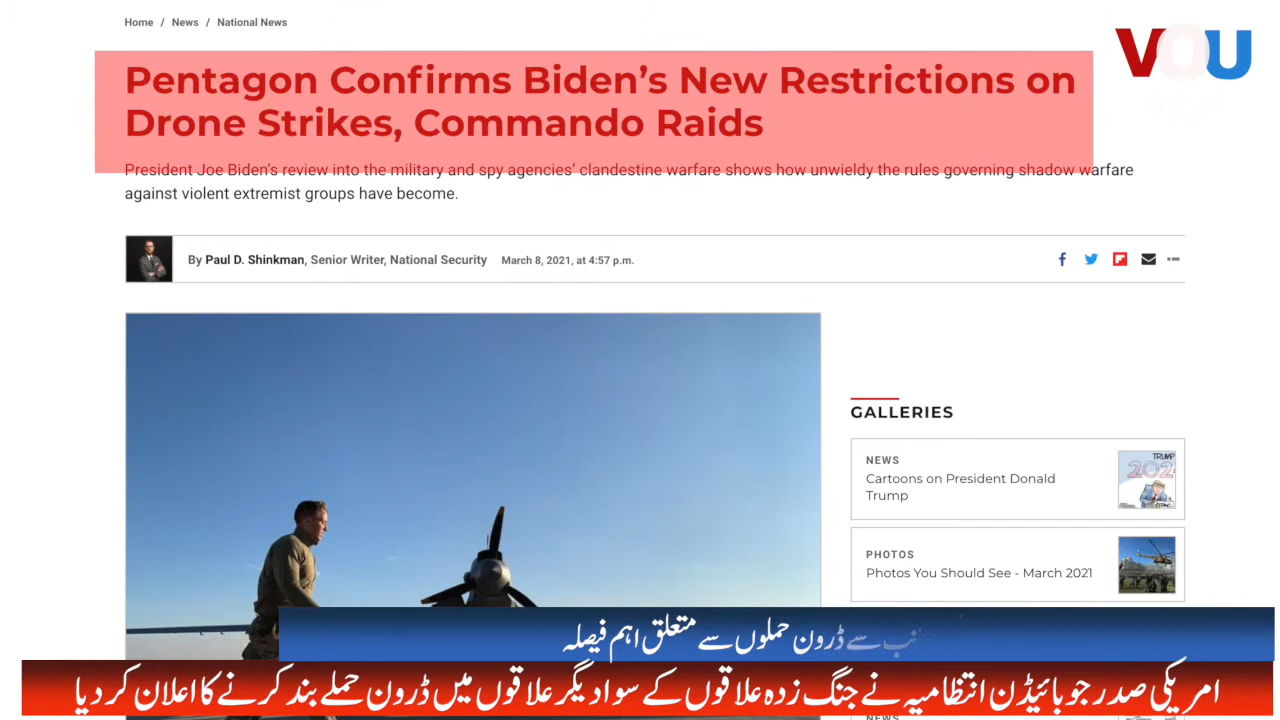 Home / News / National News
VOU
Pentagon Confirms Biden's New Restrictions on
Drone Strikes, Commando Raids
President Joe Biden's review into the military and spy agencies' clandestine warfare shows how unwieldy the rules governing shadow warfare
against violent extremist groups have become.
By Paul D. Shinkman, Senior Writer, National Security March 8, 2021, at 4:57 p.m.
GALLERIES
NEWS
Cartoons on President Donald
Trump
TRUMP
202
PHOTOS
Photos You Should See - March 2021
سے ڈرون حملوں سے متعلق اہم فیصلہ
امریکی صدر جو بائیڈن انتظامیہ نے جنگ زدہ علاقوں کے سوا دیگر علاقوں میں ڈرون حملے بند کرنے کا اعلان کر دیا
NEWS